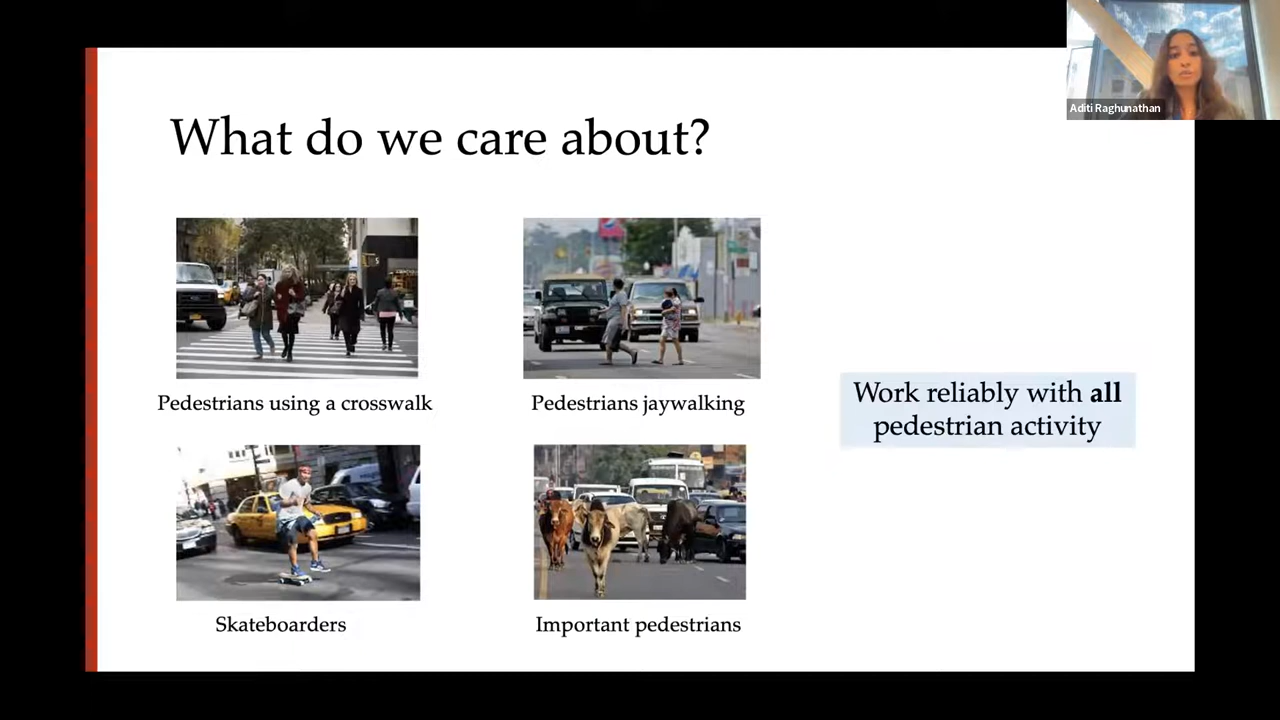 Aditi Raghunathan
What do we care about?
Pedestrians using a crosswalk
Pedestrians jaywalking
Work reliably with all
pedestrian activity
Skateboarders
Important pedestrians